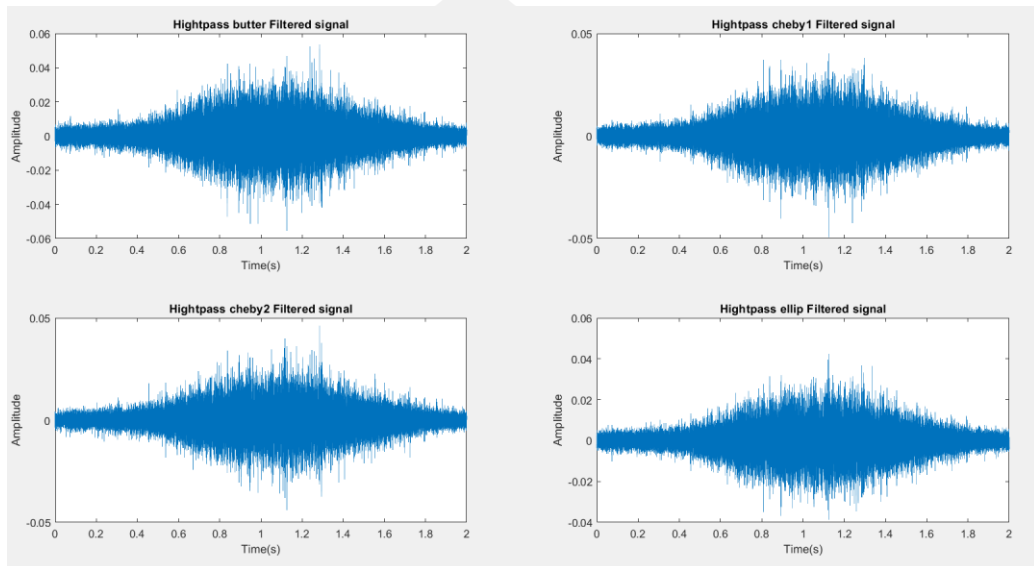 Hightpass butter Filtered signal
0.06
0.04
0.02
0
-0.02
-0.04
-0.06
Amplitude
0 0.2 0.4 0.6 0.8 1 1.2 1.4 1.6 1.8 2
Time(s)
Hightpass cheby1 Filtered signal
0.05
0
-0.05
Amplitude
0 0.2 0.4 0.6 0.8 1 1.2 1.4 1.6 1.8 2
Time(s)
Hightpass cheby2 Filtered signal
0.05
0
-0.05
Amplitude
0 0.2 0.4 0.6 0.8 1 1.2 1.4 1.6 1.8 2
Time(s)
Hightpass ellip Filtered signal
0.06
0.04
0.02
0
-0.02
-0.04
Amplitude
0 0.2 0.4 0.6 0.8 1 1.2 1.4 1.6 1.8 2
Time(s)